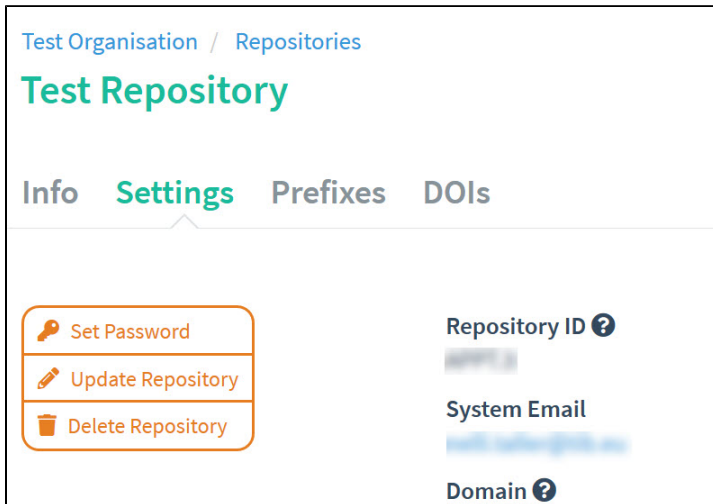 Test Organisation / Repositories
Test Repository
Info Settings Prefixes DOIs
Set Password
Update Repository
Delete Repository
Repository ID ?
System Email
Domain ?